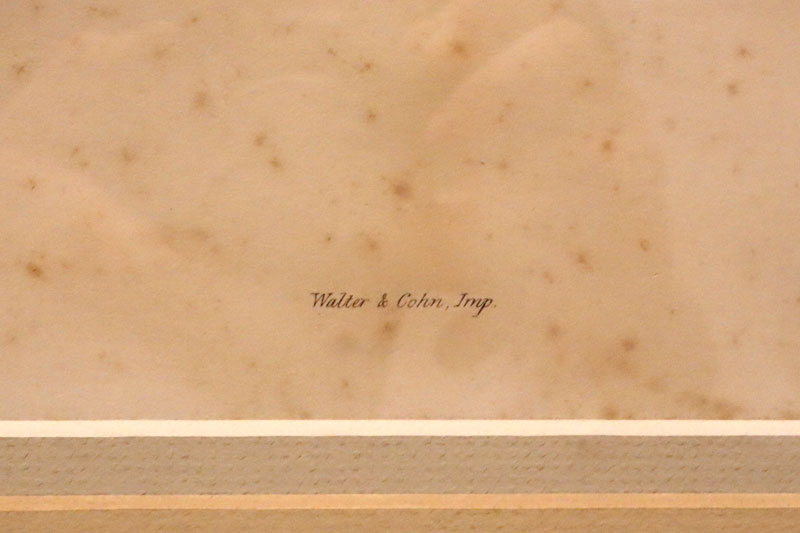 Walter & Cohn, Imp.